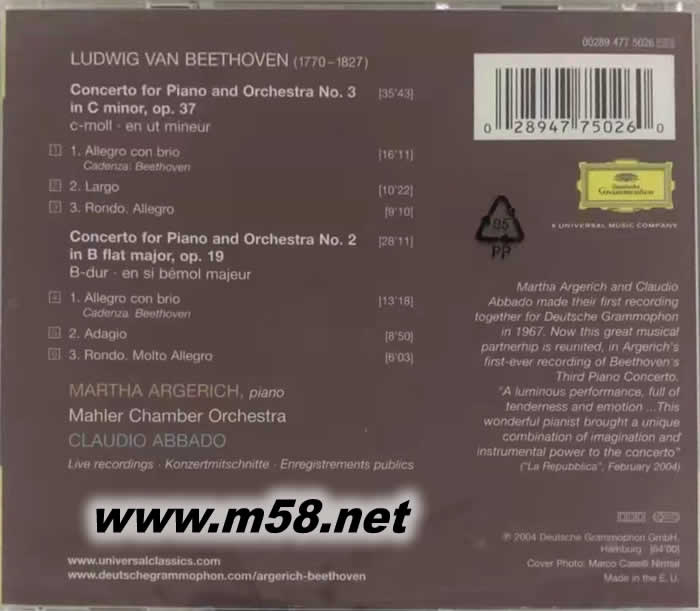 00289 477 5026
LUDWIG VAN BEETHOVEN (1770–1827)
Concerto for Piano and Orchestra No. 3 [35'43]
in C minor, op. 37
c-moll · en ut mineur
1 1. Allegro con brio [16'11]
Cadenza: Beethoven
2 2. Largo [10'22]
3 3. Rondo. Allegro [9'10]
Concerto for Piano and Orchestra No. 2 [28'11]
in B flat major, op. 19
B-dur · en si bémol majeur
4 1. Allegro con brio [13'18]
Cadenza: Beethoven
5 2. Adagio [8'50]
6 3. Rondo. Molto Allegro [6'03]
MARTHA ARGERICH, piano
Mahler Chamber Orchestra
CLAUDIO ABBADO
Live recordings · Konzertmitschnitte · Enregistrements publics
www.m58.net
www.universalclassics.com
www.deutschegrammophon.com/argerich-beethoven
0 28947 75026 0
Deutsche
Grammophon
A UNIVERSAL MUSIC COMPANY
PP
Martha Argerich and Claudio
Abbado made their first recording
together for Deutsche Grammophon
in 1967. Now this great musical
partnerhip is reunited, in Argerich's
first-ever recording of Beethoven's
Third Piano Concerto.
"A luminous performance, full of
tenderness and emotion ...This
wonderful pianist brought a unique
combination of imagination and
instrumental power to the concerto"
("La Repubblica", February 2004)
℗ 2004 Deutsche Grammophon GmbH,
Hamburg [64'00]
Cover Photo: Marco Caselli Nirmal
Made in the E. U.